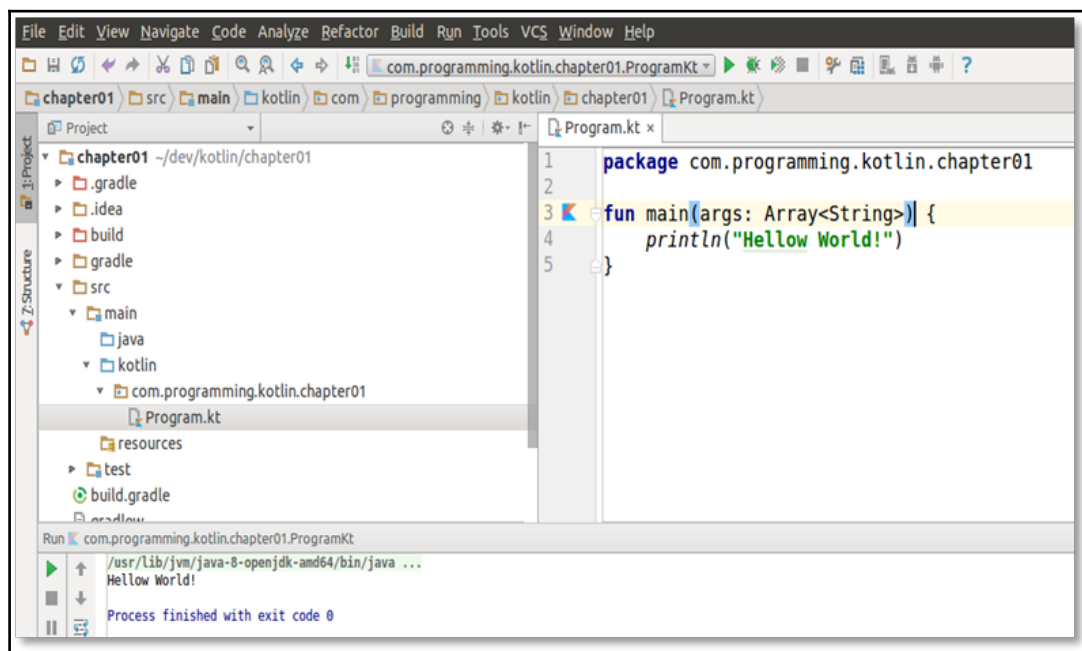 File Edit View Navigate Code Analyze Refactor Build Run Tools VCS Window Help
com.programming.kotlin.chapter01.ProgramKt
chapter01 src main kotlin com programming kotlin chapter01 Program.kt
1: Project
7: Structure
Project
chapter01 ~/dev/kotlin/chapter01
.gradle
.idea
build
gradle
src
main
java
kotlin
com.programming.kotlin.chapter01
Program.kt
resources
test
build.gradle
gradlew
Program.kt ×
1 package com.programming.kotlin.chapter01
2
3 fun main(args: Array<String>) {
4 println("Hellow World!")
5 }
Run com.programming.kotlin.chapter01.ProgramKt
/usr/lib/jvm/java-8-openjdk-amd64/bin/java ...
Hellow World!
Process finished with exit code 0